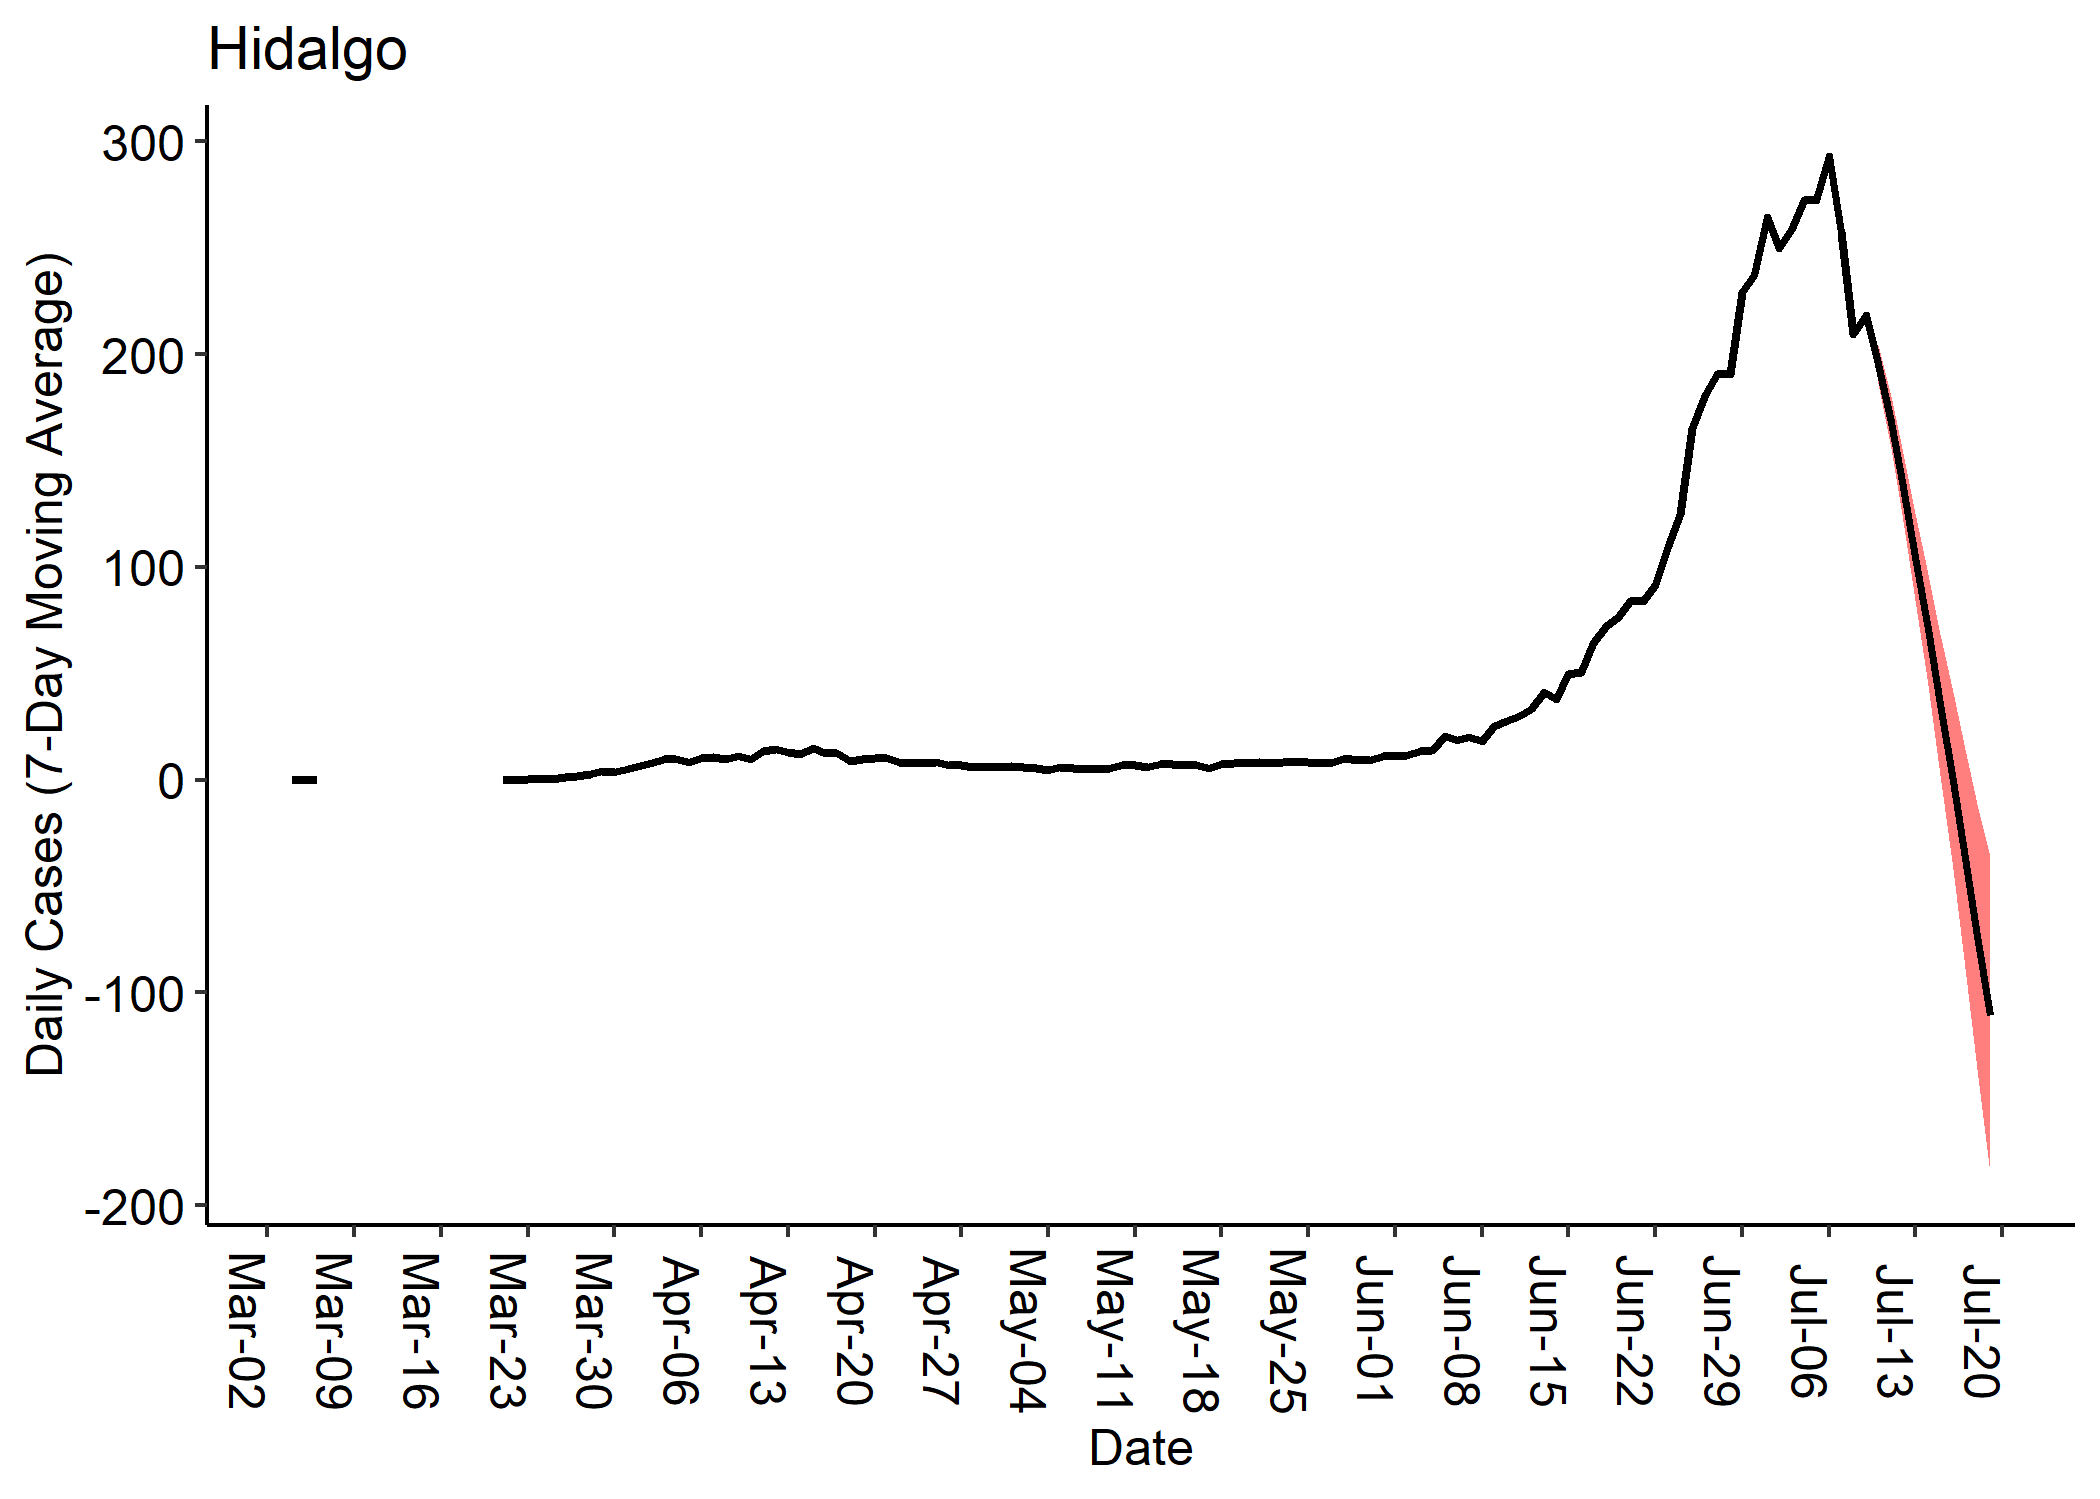 Hidalgo
Daily Cases (7-Day Moving Average)
300
200
100
0
-100
-200
Mar-02
Mar-09
Mar-16
Mar-23
Mar-30
Apr-06
Apr-13
Apr-20
Apr-27
May-04
May-11
May-18
May-25
Jun-01
Jun-08
Jun-15
Jun-22
Jun-29
Jul-06
Jul-13
Jul-20
Date